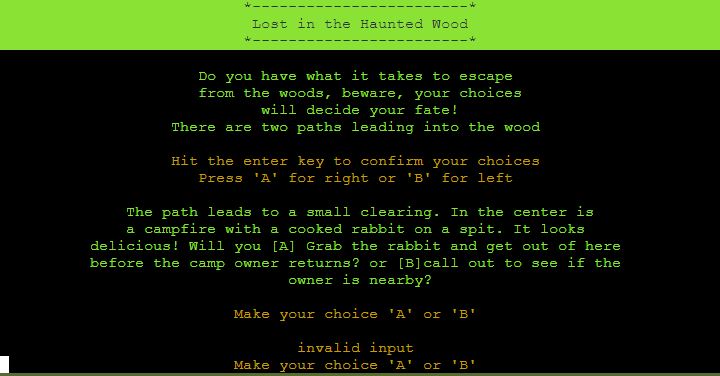 *------------------------*
Lost in the Haunted Wood
*------------------------*
Do you have what it takes to escape
from the woods, beware, your choices
will decide your fate!
There are two paths leading into the wood
Hit the enter key to confirm your choices
Press 'A' for right or 'B' for left
The path leads to a small clearing. In the center is
a campfire with a cooked rabbit on a spit. It looks
delicious! Will you [A] Grab the rabbit and get out of here
before the camp owner returns? or [B]call out to see if the
owner is nearby?
Make your choice 'A' or 'B'
invalid input
Make your choice 'A' or 'B'